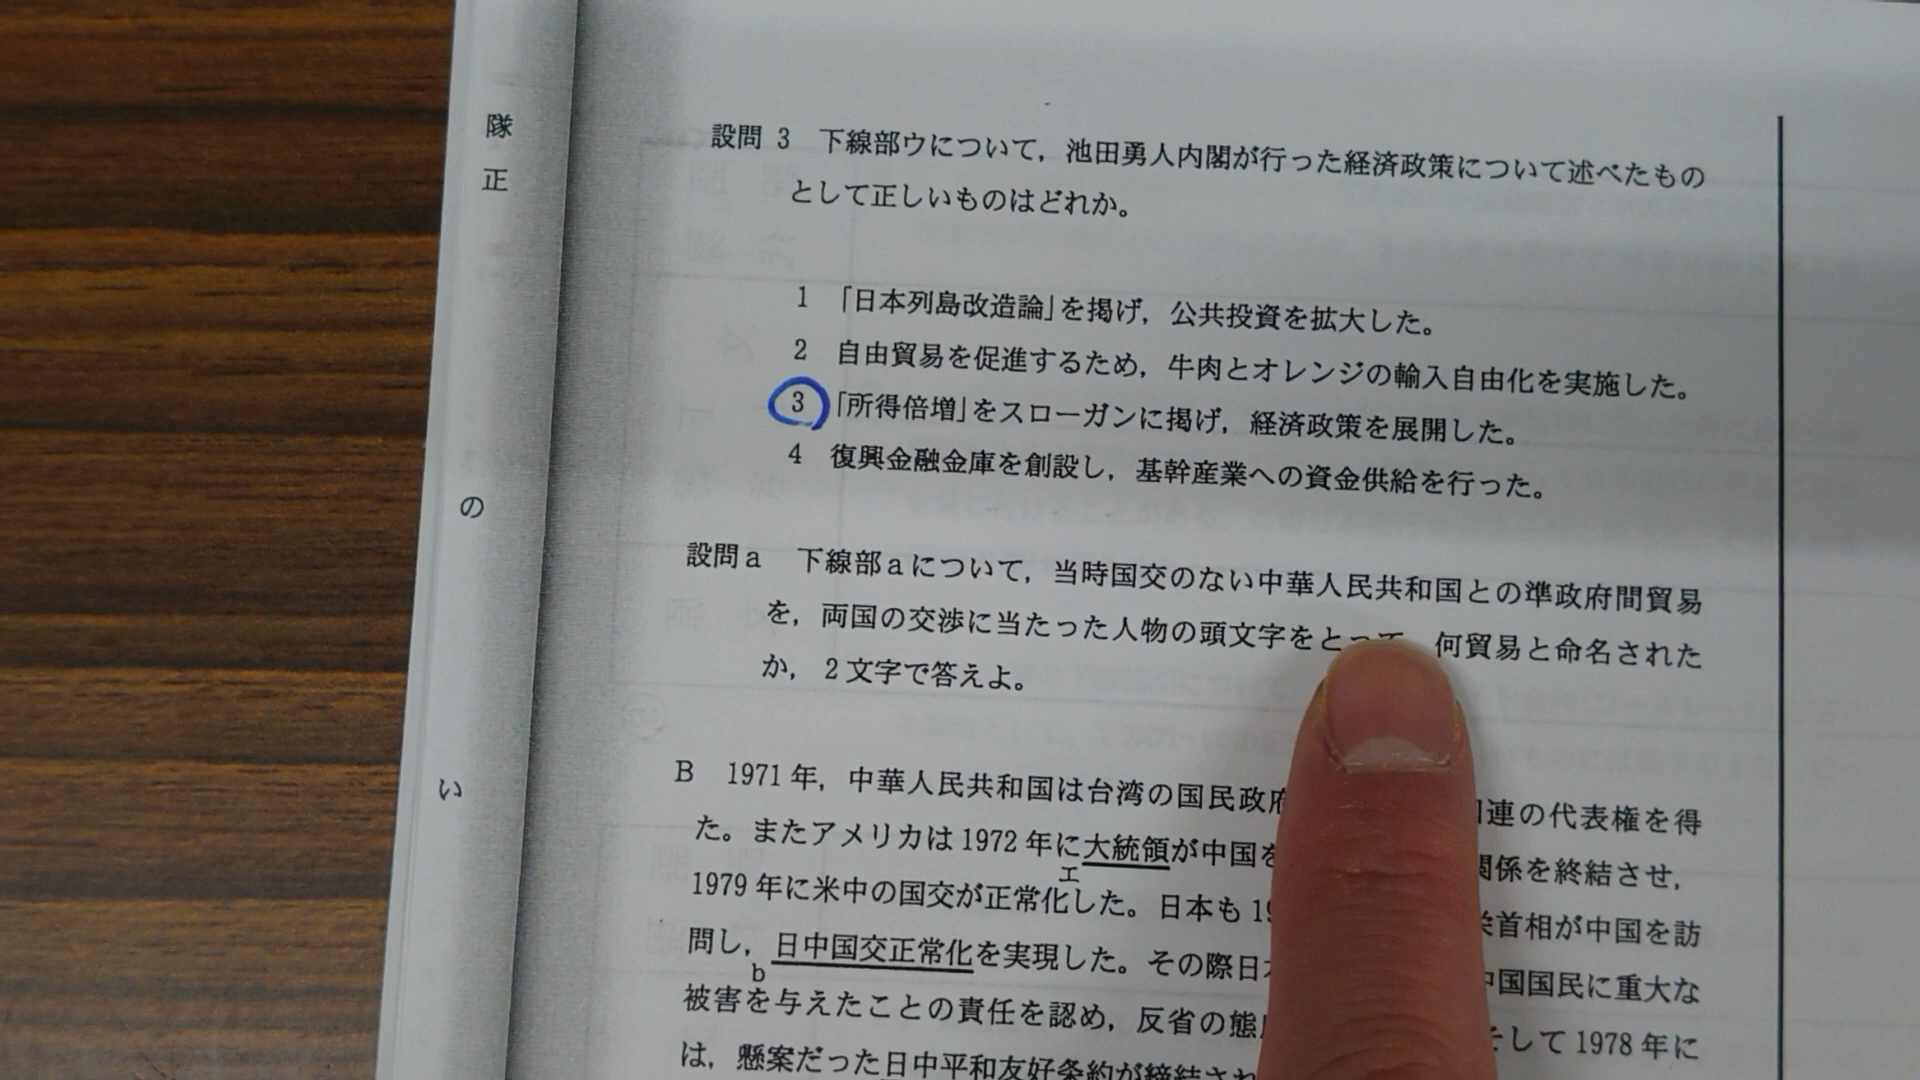 隊
正
の
い
設問 3 下線部ウについて，池田勇人内閣が行った経済政策について述べたもの
として正しいものはどれか。
1 「日本列島改造論」を掲げ，公共投資を拡大した。
2 自由貿易を促進するため，牛肉とオレンジの輸入自由化を実施した。
3 「所得倍増」をスローガンに掲げ，経済政策を展開した。
4 復興金融金庫を創設し，基幹産業への資金供給を行った。
設問 a 下線部 a について，当時国交のない中華人民共和国との準政府間貿易
を，両国の交渉に当たった人物の頭文字をとって 何貿易と命名された
か，2 文字で答えよ。
B 1971 年，中華人民共和国は台湾の国民政府 連の代表権を得
た。またアメリカは 1972 年に大統領が中国を 関係を終結させ，
エ
1979 年に米中の国交が正常化した。日本も 首相が中国を訪
問し，日中国交正常化を実現した。その際日 中国国民に重大な
b
被害を与えたことの責任を認め，反省の態 そして 1978 年に
は，懸案だった日中平和友好条約が締結され